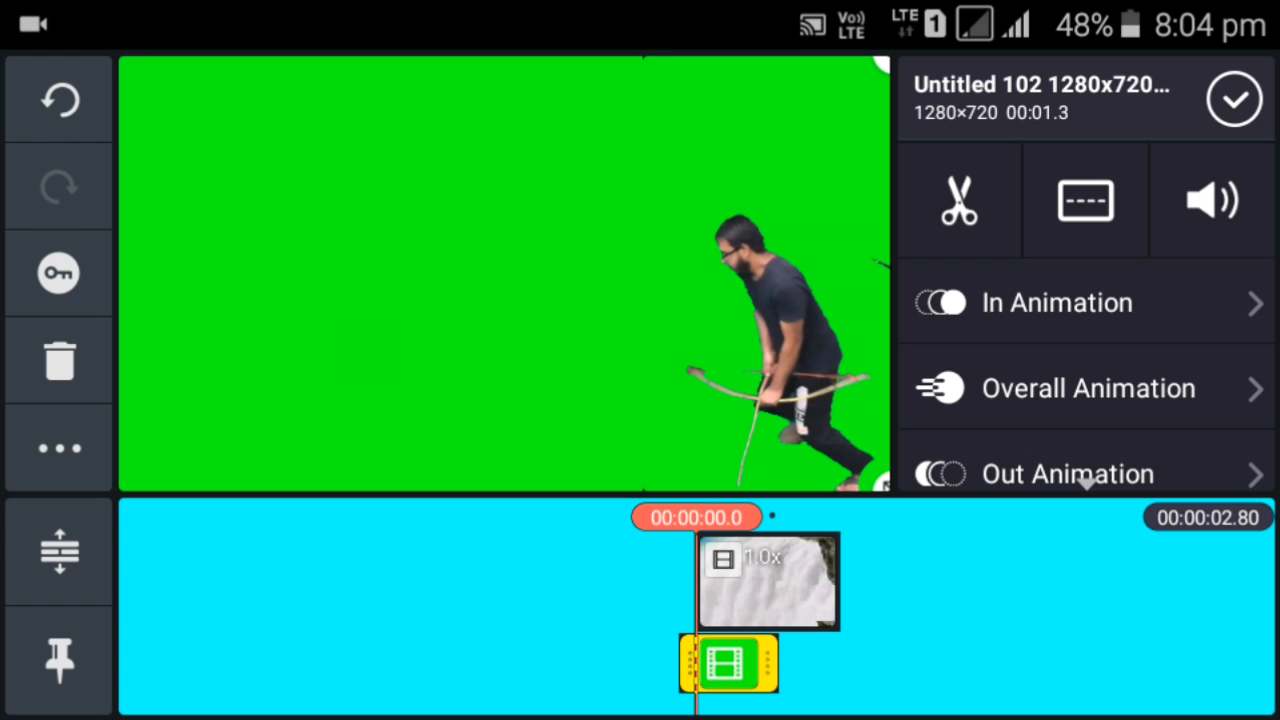 Vo)) LTE LTE 1 48% 8:04 pm
Untitled 102 1280x720...
1280×720 00:01.3
In Animation
Overall Animation
Out Animation
00:00:00.0
00:00:02.80
1.0x